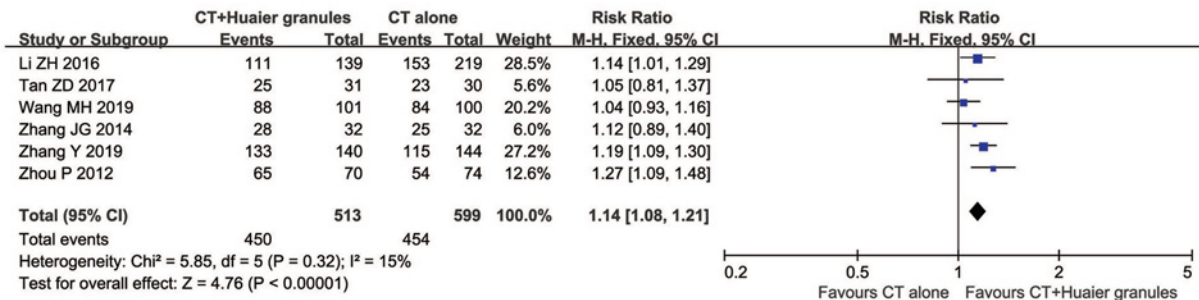 CT+Huaier granules CT alone Risk Ratio Risk Ratio
Study or Subgroup Events Total Events Total Weight M-H, Fixed, 95% CI M-H, Fixed, 95% CI
Li ZH 2016 111 139 153 219 28.5% 1.14 [1.01, 1.29]
Tan ZD 2017 25 31 23 30 5.6% 1.05 [0.81, 1.37]
Wang MH 2019 88 101 84 100 20.2% 1.04 [0.93, 1.16]
Zhang JG 2014 28 32 25 32 6.0% 1.12 [0.89, 1.40]
Zhang Y 2019 133 140 115 144 27.2% 1.19 [1.09, 1.30]
Zhou P 2012 65 70 54 74 12.6% 1.27 [1.09, 1.48]
Total (95% CI) 513 599 100.0% 1.14 [1.08, 1.21]
Total events 450 454
Heterogeneity: Chi² = 5.85, df = 5 (P = 0.32); I² = 15%
Test for overall effect: Z = 4.76 (P < 0.00001)
0.2 0.5 1 2 5
Favours CT alone Favours CT+Huaier granules